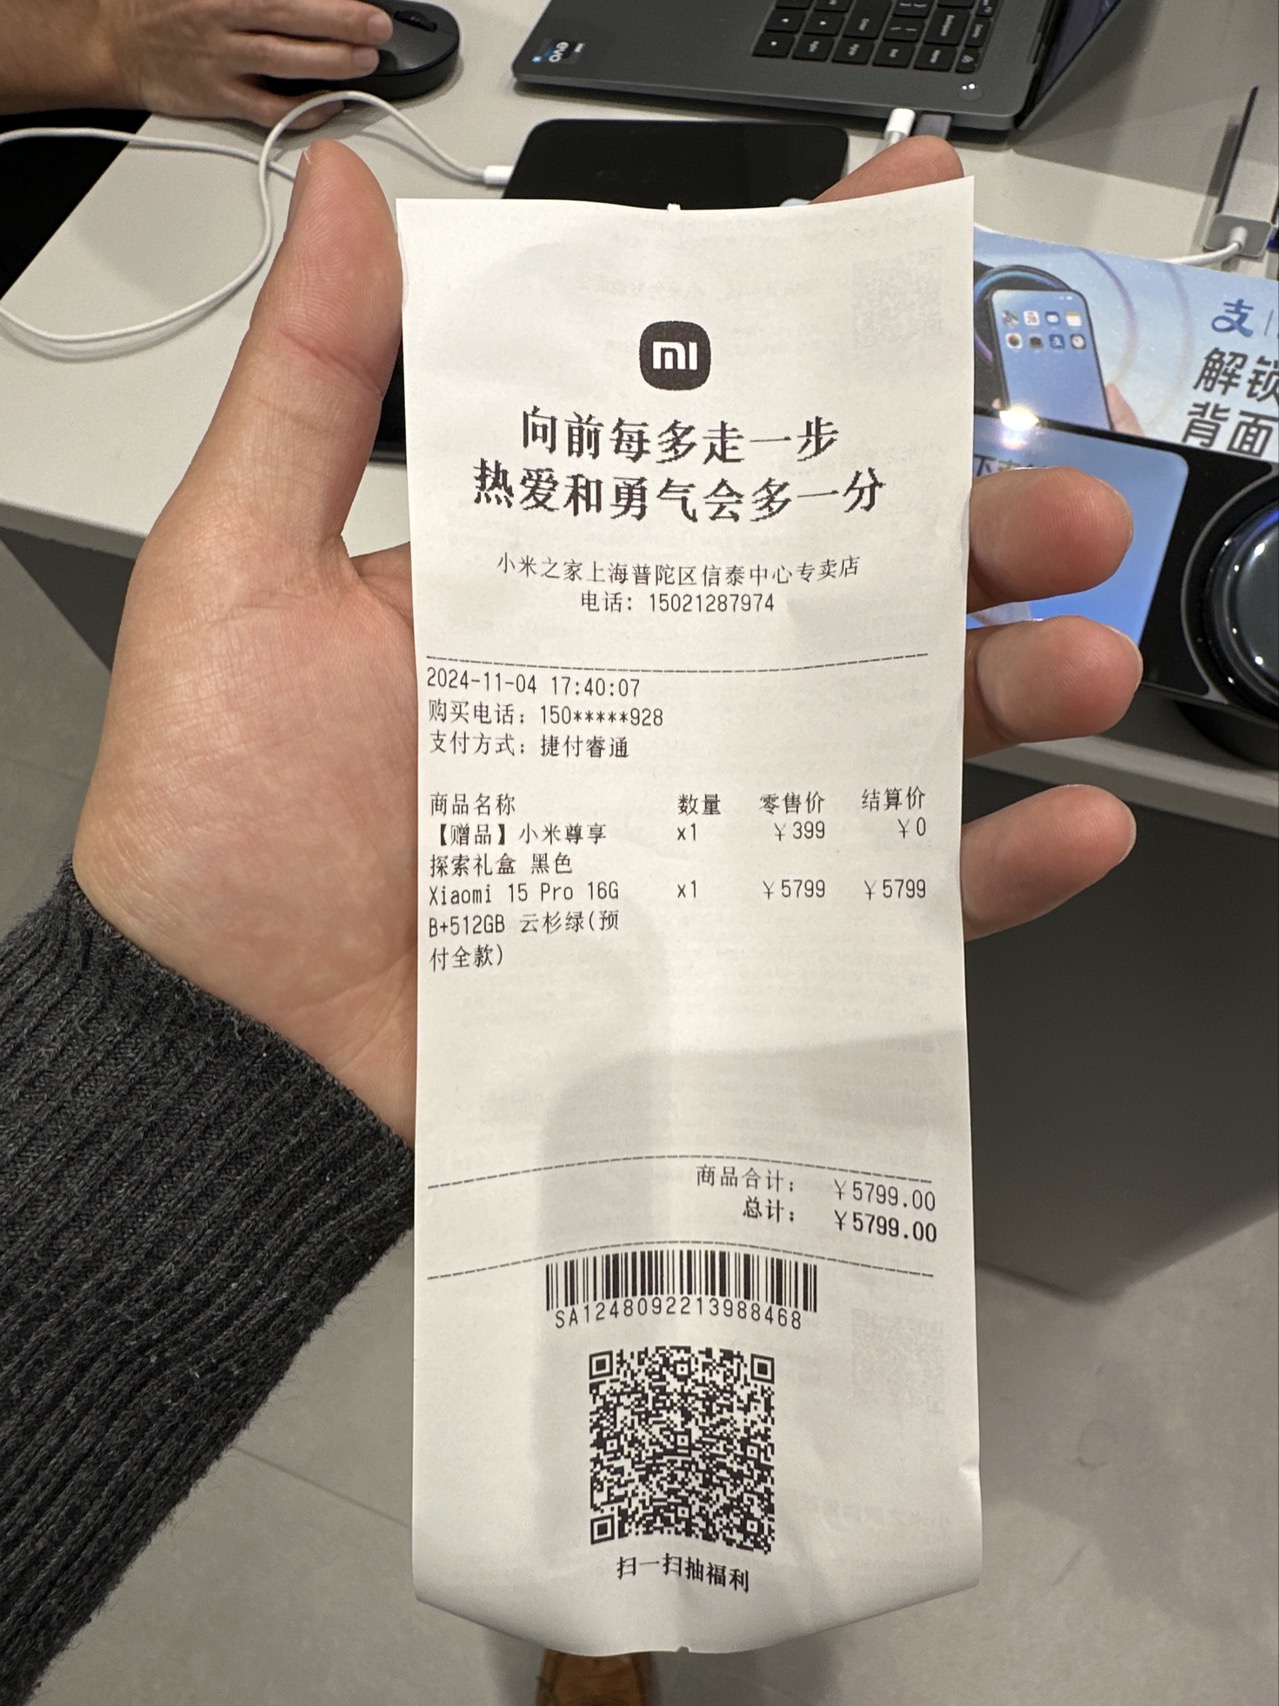 evo
支
解锁
背面
mi
向前每多走一步
热爱和勇气会多一分
小米之家上海普陀区信泰中心专卖店
电话: 15021287974
2024-11-04 17:40:07
购买电话: 150*****928
支付方式: 捷付睿通
商品名称 数量 零售价 结算价
【赠品】小米尊享 x1 ￥399 ￥0
探索礼盒 黑色
Xiaomi 15 Pro 16G x1 ￥5799 ￥5799
B+512GB 云杉绿(预
付全款)
商品合计: ￥5799.00
总计: ￥5799.00
SA1248092213988468
扫一扫抽福利